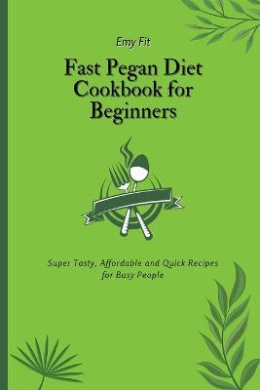 Emy Fit
Fast Pegan Diet
Cookbook for
Beginners
Super Tasty, Affordable and Quick Recipes
for Busy People